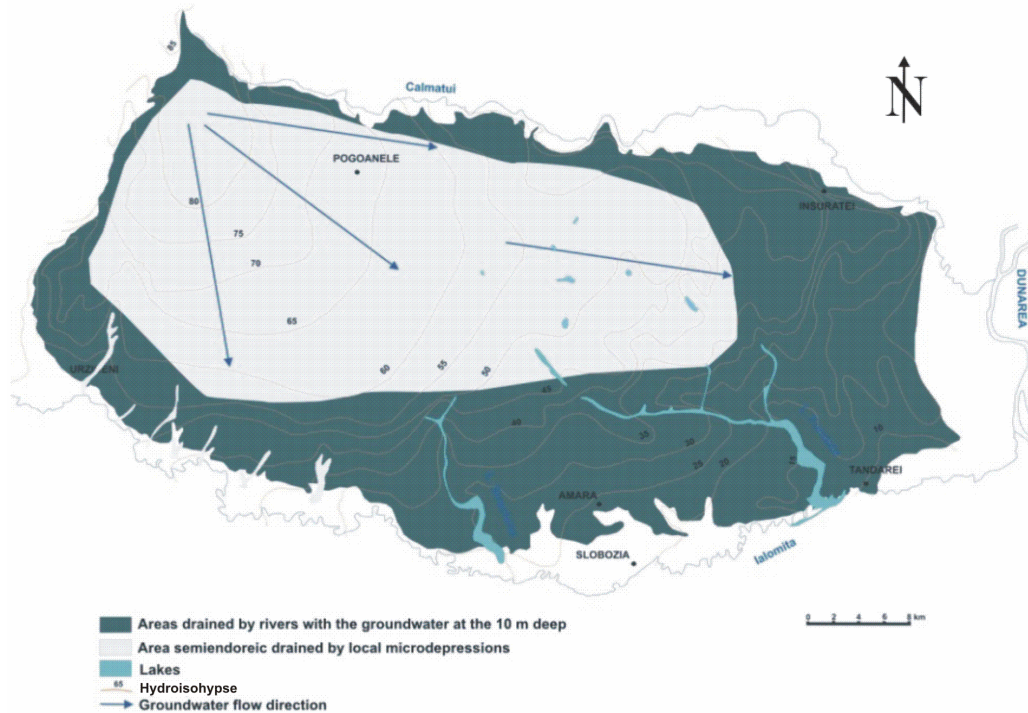 85
Calmatui
N
POGOANELE
80
INSURATEI
75
70
DUNAREA
65
60
55
50
URZICENI
45
40
35
30
25
20
15
10
TANDAREI
AMARA
SLOBOZIA
Ialomita
Areas drained by rivers with the groundwater at the 10 m deep
Area semiendoreic drained by local microdepressions
Lakes
65
Hydroisohypse
Groundwater flow direction
0 2 4 6 8 km